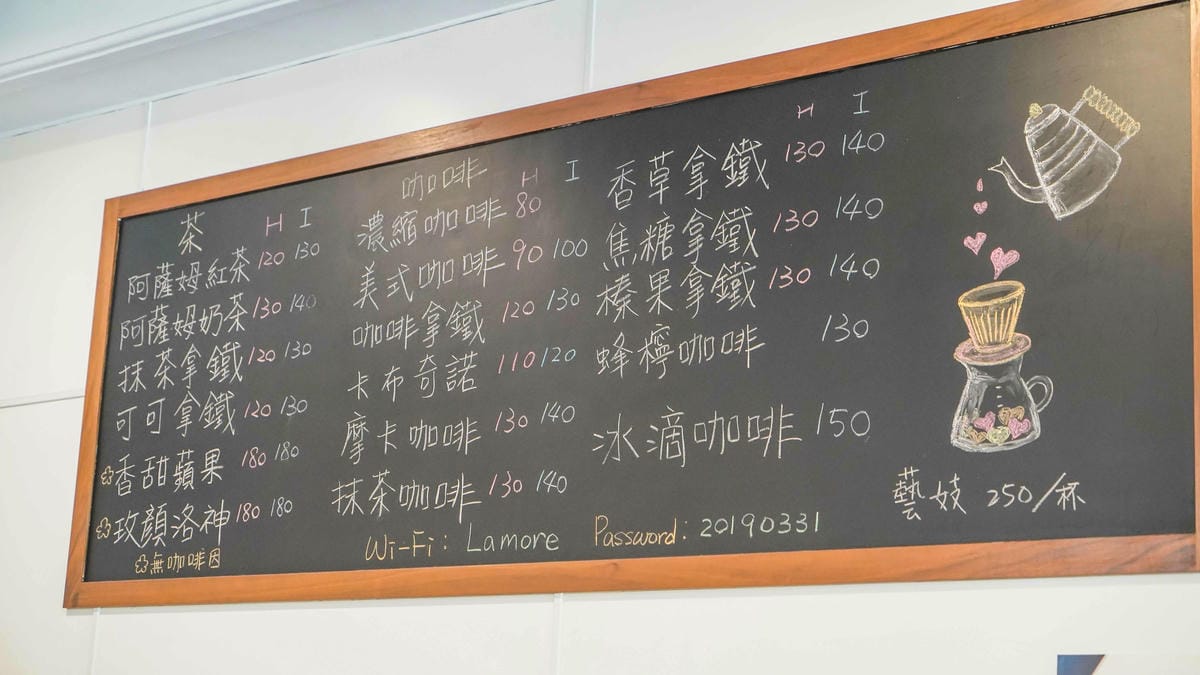 茶 H I
阿薩姆紅茶 120 130
阿薩姆奶茶 130 140
抹茶拿鐵 120 130
可可拿鐵 120 130
香甜蘋果 180 180
玫顏洛神 180 180
無咖啡因
咖啡 H I
濃縮咖啡 80
美式咖啡 90 100
咖啡拿鐵 120 130
卡布奇諾 110 120
摩卡咖啡 130 140
抹茶咖啡 130 140
H I
香草拿鐵 130 140
焦糖拿鐵 130 140
榛果拿鐵 130 140
蜂檸咖啡 130
冰滴咖啡 150
藝妓 250/杯
Wi-Fi: Lamore Password: 20190331